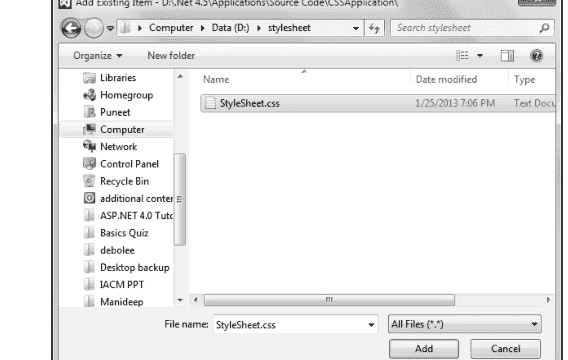 Add Existing Item - D:\.Net 4.5\Applications\Source Code\CSSApplication\
Computer Data (D:) stylesheet Search stylesheet
Organize New folder
Name Date modified Type
StyleSheet.css 1/25/2013 7:06 PM Text Docu
Libraries
Homegroup
Puneet
Computer
Network
Control Panel
Recycle Bin
additional conter
ASP.NET 4.0 Tutc
Basics Quiz
debolee
Desktop backup
IACM PPT
Manideep
File name: StyleSheet.css All Files (*.*)
Add Cancel